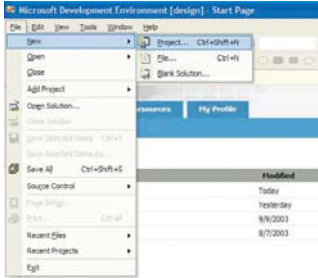 Microsoft Development Environment [design] - Start Page
File Edit View Tools Window Help
New
Project... Ctrl+Shift+N
File... Ctrl+N
Blank Solution...
Open
Close
Add Project
Open Solution...
Close Solution
Save Selected Items Ctrl+S
Save Selected Items As...
Save All Ctrl+Shift+S
Source Control
Page Setup...
Print... Ctrl+P
Recent Files
Recent Projects
Exit
esources
My Profile
Modified
Today
Yesterday
9/9/2003
8/7/2003